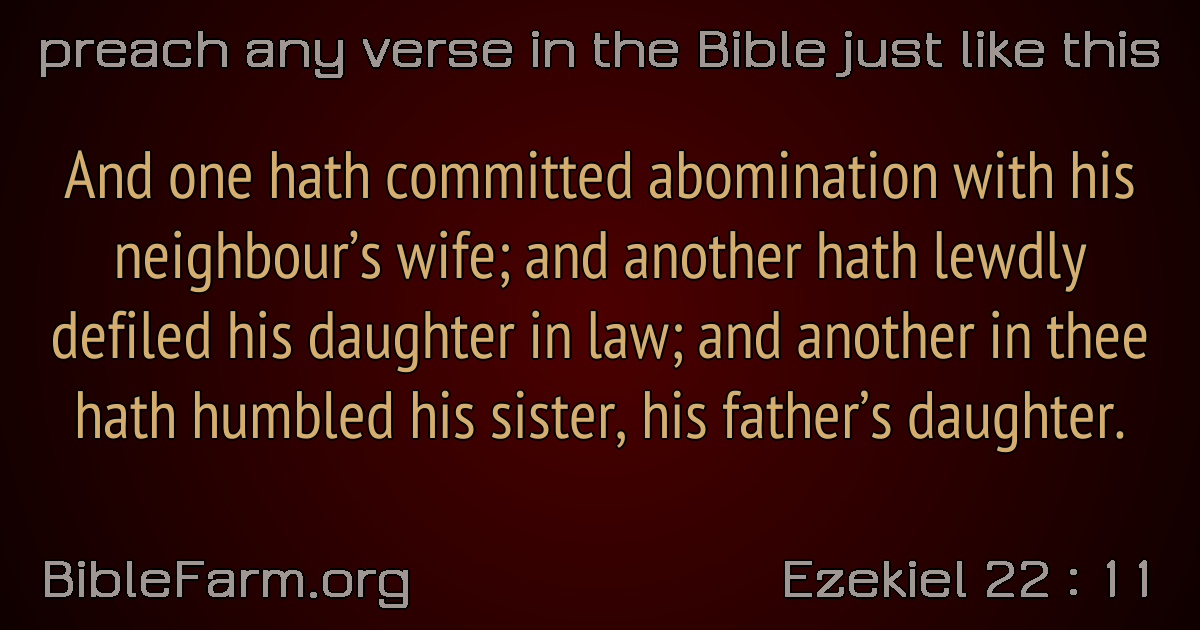 preach any verse in the Bible just like this
And one hath committed abomination with his
neighbour’s wife; and another hath lewdly
defiled his daughter in law; and another in thee
hath humbled his sister, his father’s daughter.
BibleFarm.org
Ezekiel 22 : 11